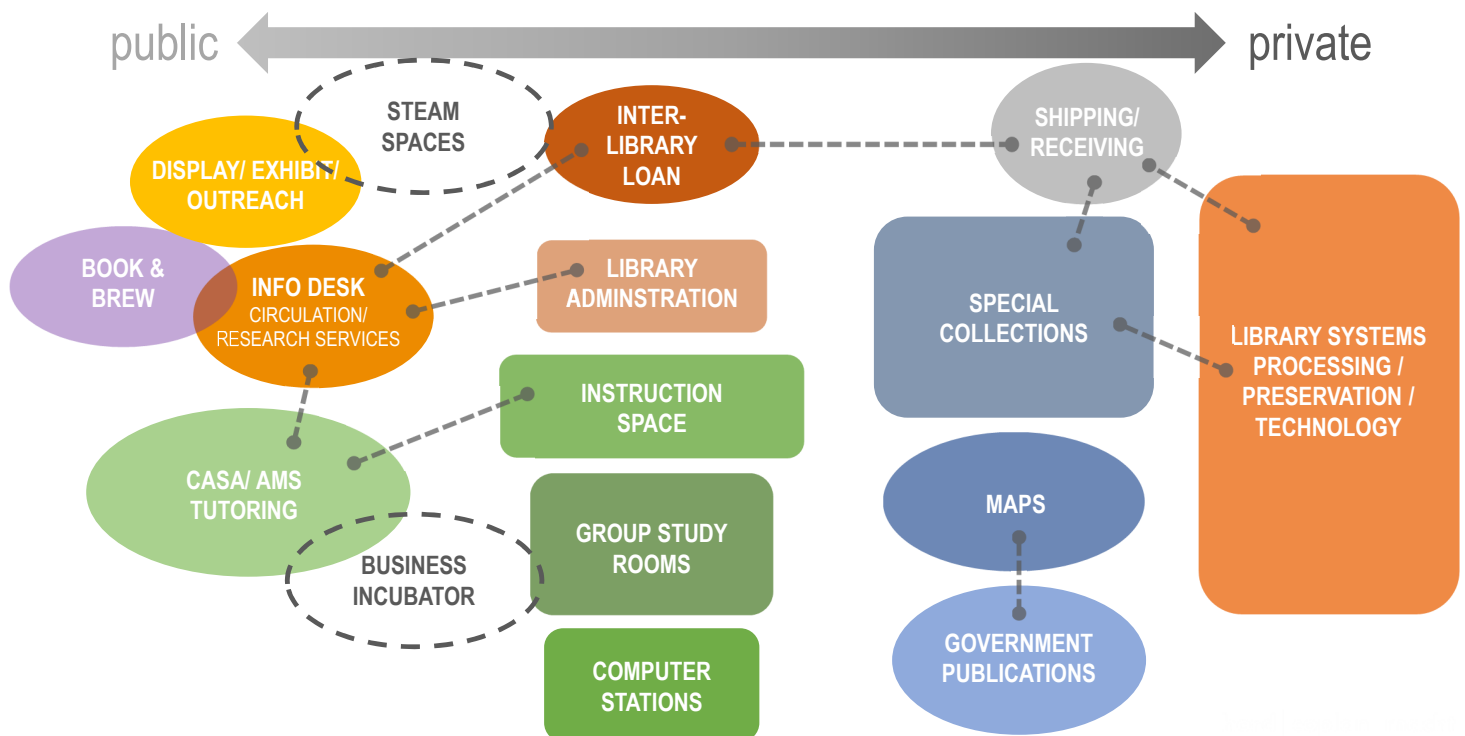 public
private
STEAM
SPACES
INTER-
LIBRARY
LOAN
SHIPPING/
RECEIVING
DISPLAY/ EXHIBIT/
OUTREACH
BOOK &
BREW
INFO DESK
CIRCULATION/
RESEARCH SERVICES
LIBRARY
ADMINSTRATION
SPECIAL
COLLECTIONS
LIBRARY SYSTEMS
PROCESSING /
PRESERVATION /
TECHNOLOGY
INSTRUCTION
SPACE
CASA/ AMS
TUTORING
MAPS
GROUP STUDY
ROOMS
BUSINESS
INCUBATOR
GOVERNMENT
PUBLICATIONS
COMPUTER
STATIONS